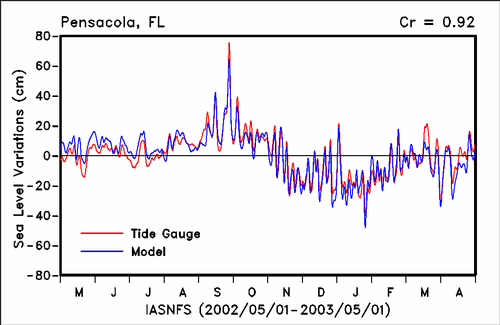 Pensacola, FL
Cr = 0.92
Sea Level Variations (cm)
80
60
40
20
0
-20
-40
-60
-80
Tide Gauge
Model
M J J A S O N D J F M A
IASNFS (2002/05/01-2003/05/01)